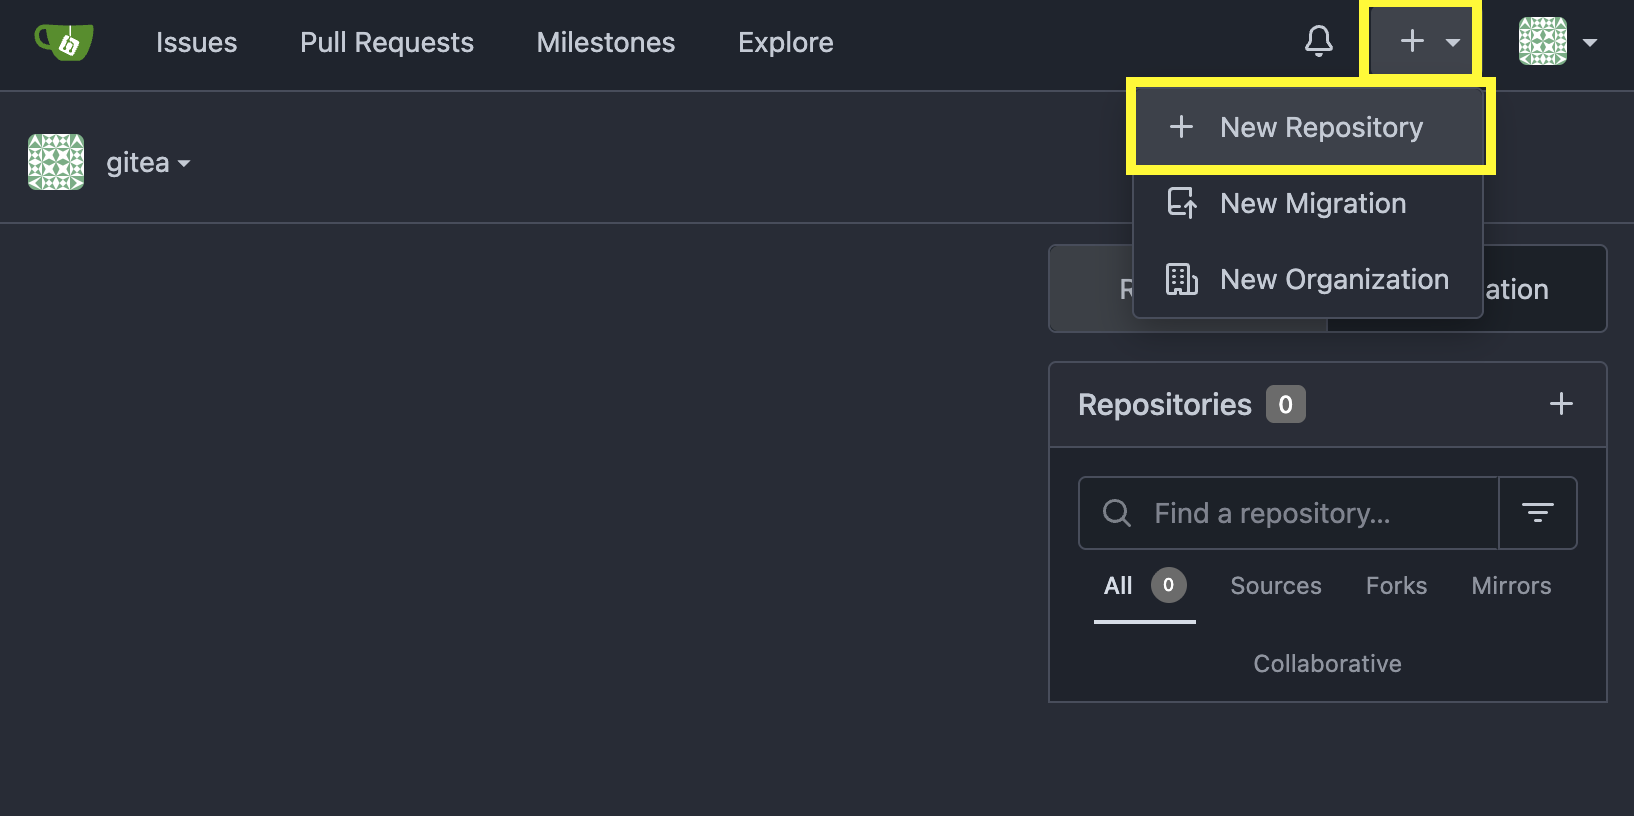 Issues Pull Requests Milestones Explore
gitea
New Repository
New Migration
New Organization
R
ation
Repositories 0
Find a repository...
All 0 Sources Forks Mirrors
Collaborative